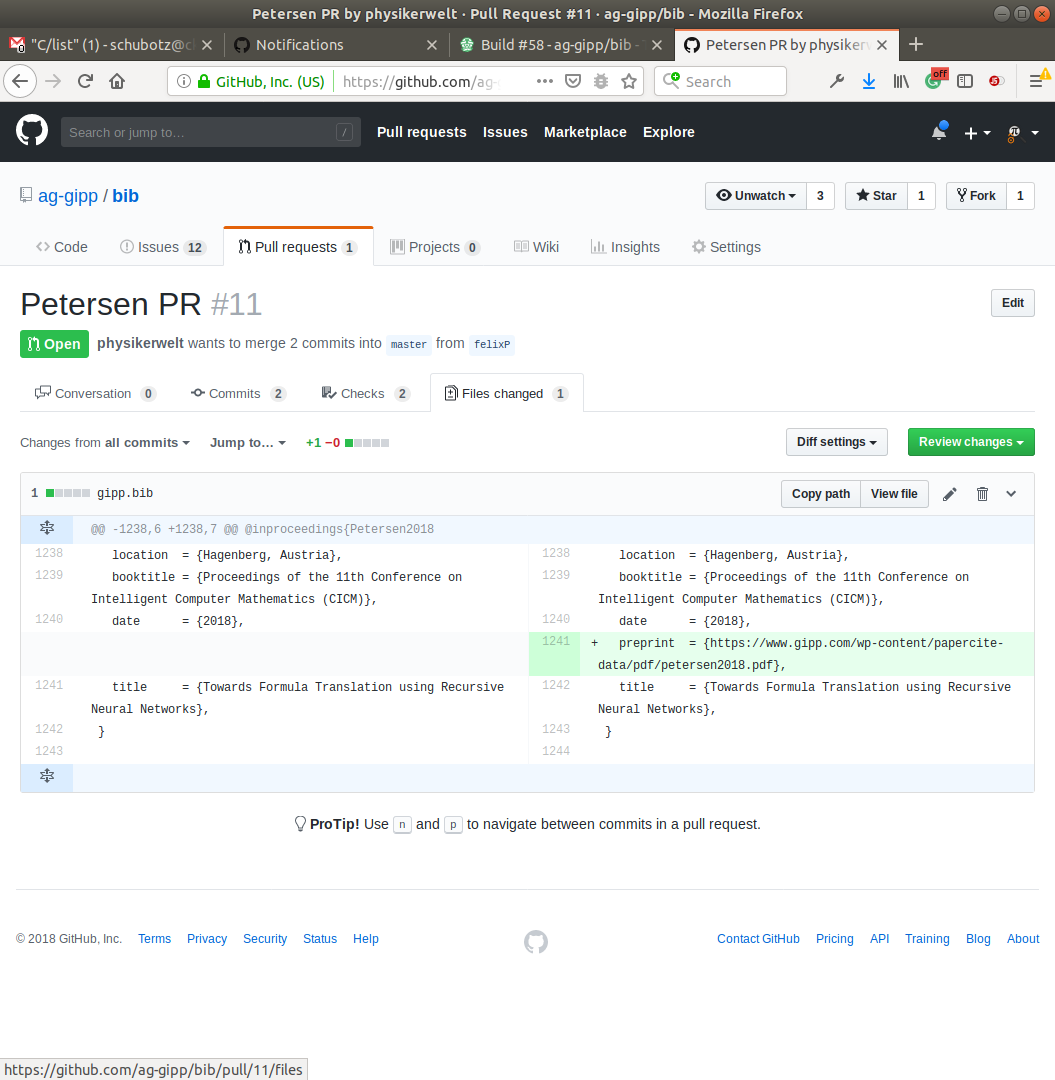 Petersen PR by physikerwelt · Pull Request #11 · ag-gipp/bib - Mozilla Firefox
"C/list" (1) - schubotz@
Notifications
Build #58 - ag-gipp/bib -
Petersen PR by physiker
GitHub, Inc. (US)
https://github.com/ag-
Search
off
Search or jump to…
/
Pull requests
Issues
Marketplace
Explore
ag-gipp / bib
Unwatch 3
Star 1
Fork 1
Code
Issues 12
Pull requests 1
Projects 0
Wiki
Insights
Settings
Petersen PR #11
Edit
Open
physikerwelt wants to merge 2 commits into master from felixP
Conversation 0
Commits 2
Checks 2
Files changed 1
Changes from all commits
Jump to…
+1 −0
Diff settings
Review changes
1 gipp.bib
Copy path
View file
@@ -1238,6 +1238,7 @@ @inproceedings{Petersen2018
1238 location = {Hagenberg, Austria},
1239 booktitle = {Proceedings of the 11th Conference on
Intelligent Computer Mathematics (CICM)},
1240 date = {2018},
1241 title = {Towards Formula Translation using Recursive
Neural Networks},
1242 }
1243
1238 location = {Hagenberg, Austria},
1239 booktitle = {Proceedings of the 11th Conference on
Intelligent Computer Mathematics (CICM)},
1240 date = {2018},
1241 + preprint = {https://www.gipp.com/wp-content/papercite-
data/pdf/petersen2018.pdf},
1242 title = {Towards Formula Translation using Recursive
Neural Networks},
1243 }
1244
ProTip! Use n and p to navigate between commits in a pull request.
© 2018 GitHub, Inc.
Terms
Privacy
Security
Status
Help
Contact GitHub
Pricing
API
Training
Blog
About
https://github.com/ag-gipp/bib/pull/11/files